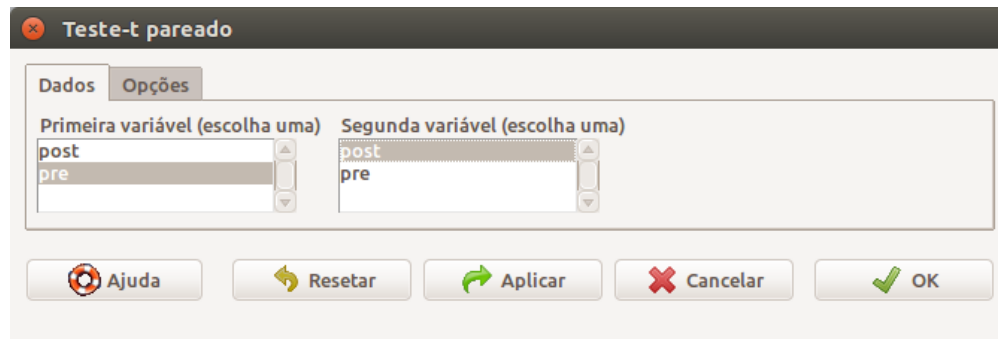 Teste-t pareado
Dados Opções
Primeira variável (escolha uma) Segunda variável (escolha uma)
post post
pre pre
Ajuda Resetar Aplicar Cancelar OK